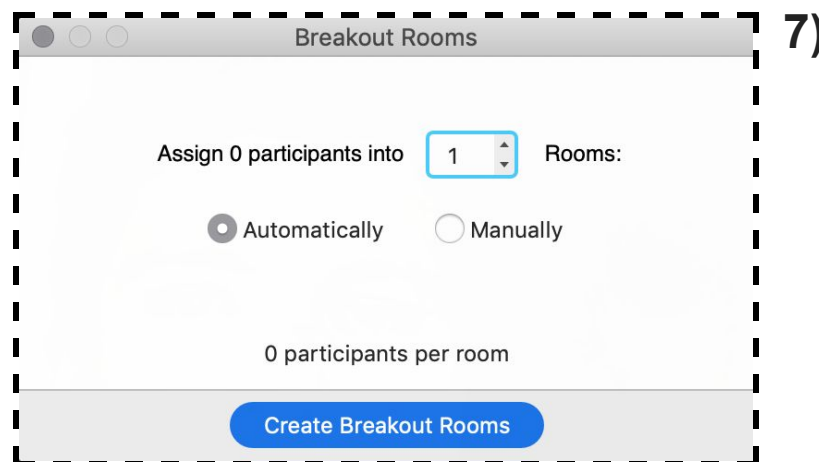 Breakout Rooms
7)
Assign 0 participants into 1 Rooms:
Automatically Manually
0 participants per room
Create Breakout Rooms